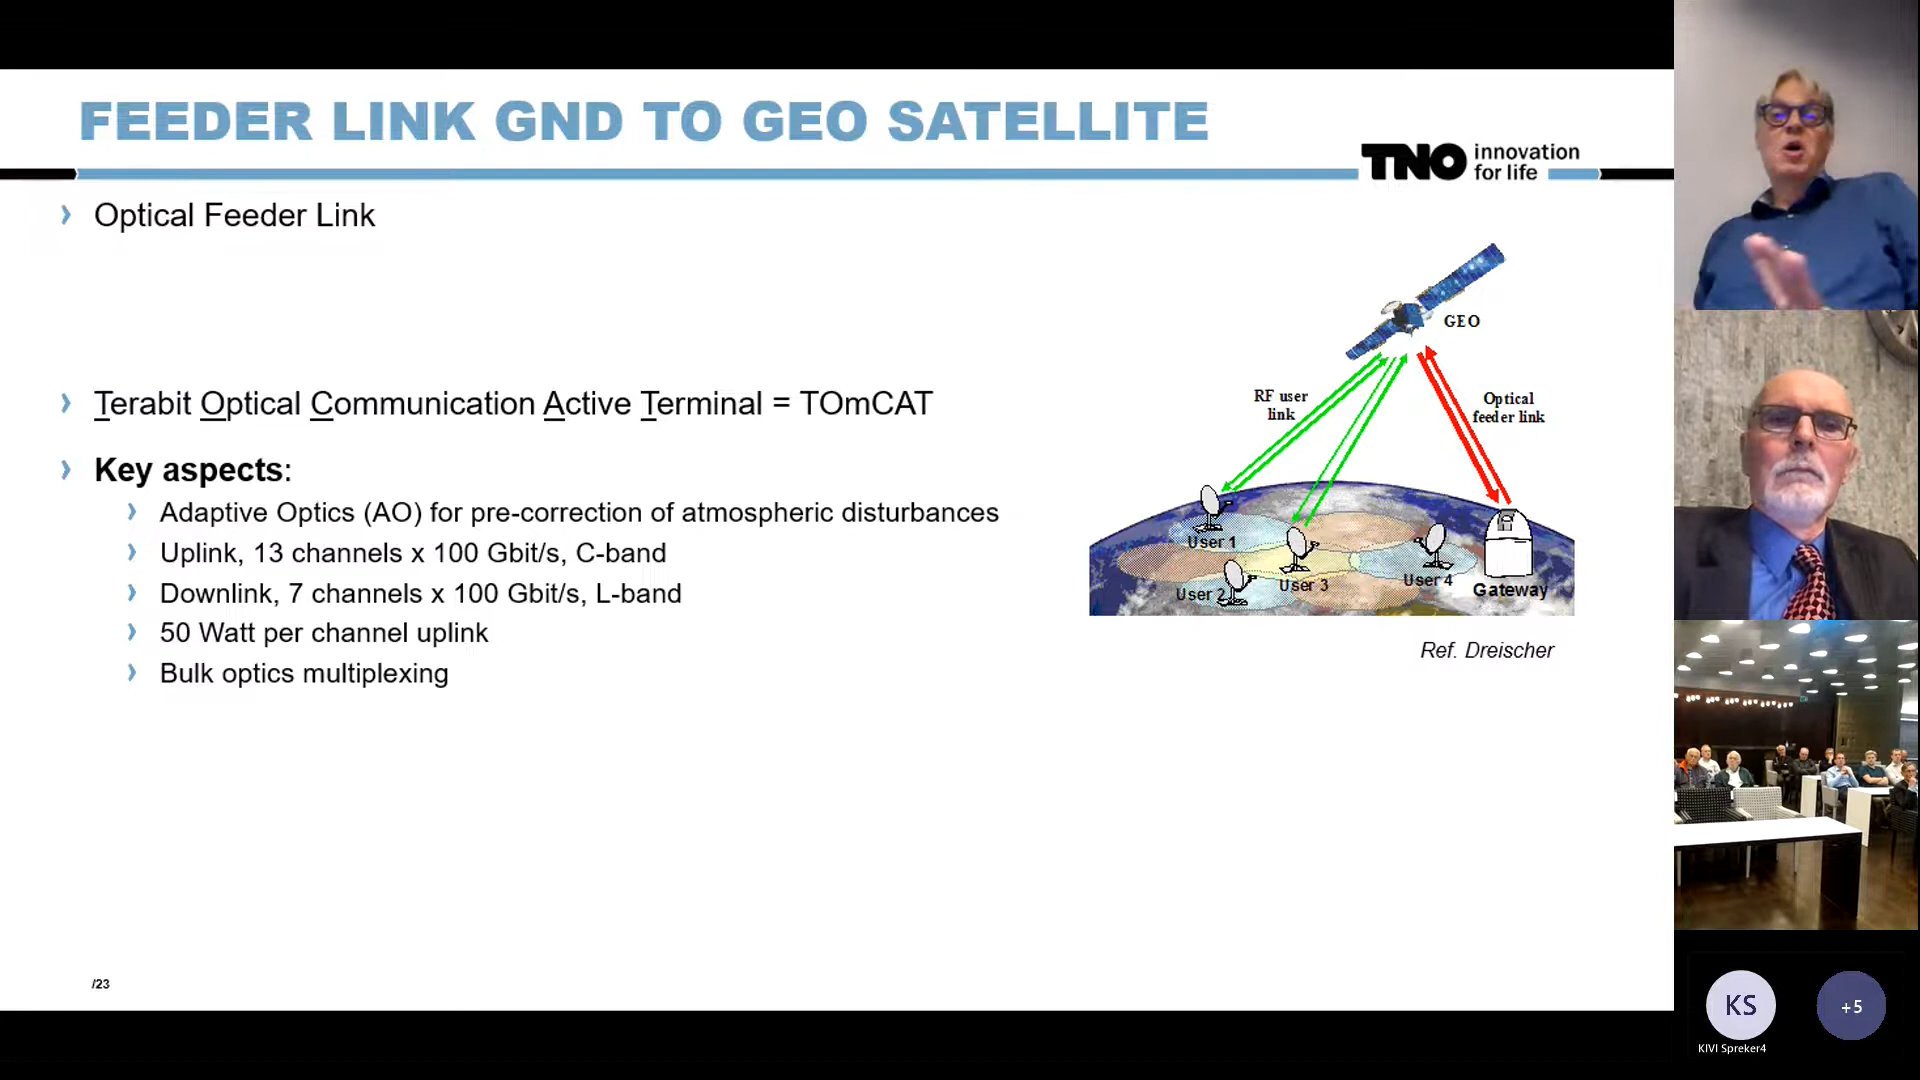 FEEDER LINK GND TO GEO SATELLITE
TNO innovation
for life
Optical Feeder Link
Terabit Optical Communication Active Terminal = TOmCAT
Key aspects:
Adaptive Optics (AO) for pre-correction of atmospheric disturbances
Uplink, 13 channels x 100 Gbit/s, C-band
Downlink, 7 channels x 100 Gbit/s, L-band
50 Watt per channel uplink
Bulk optics multiplexing
GEO
RF user
link
Optical
feeder link
User 1
User 2
User 3
User 4
Gateway
Ref. Dreischer
/23
KS
KIVI Spreker4
+5